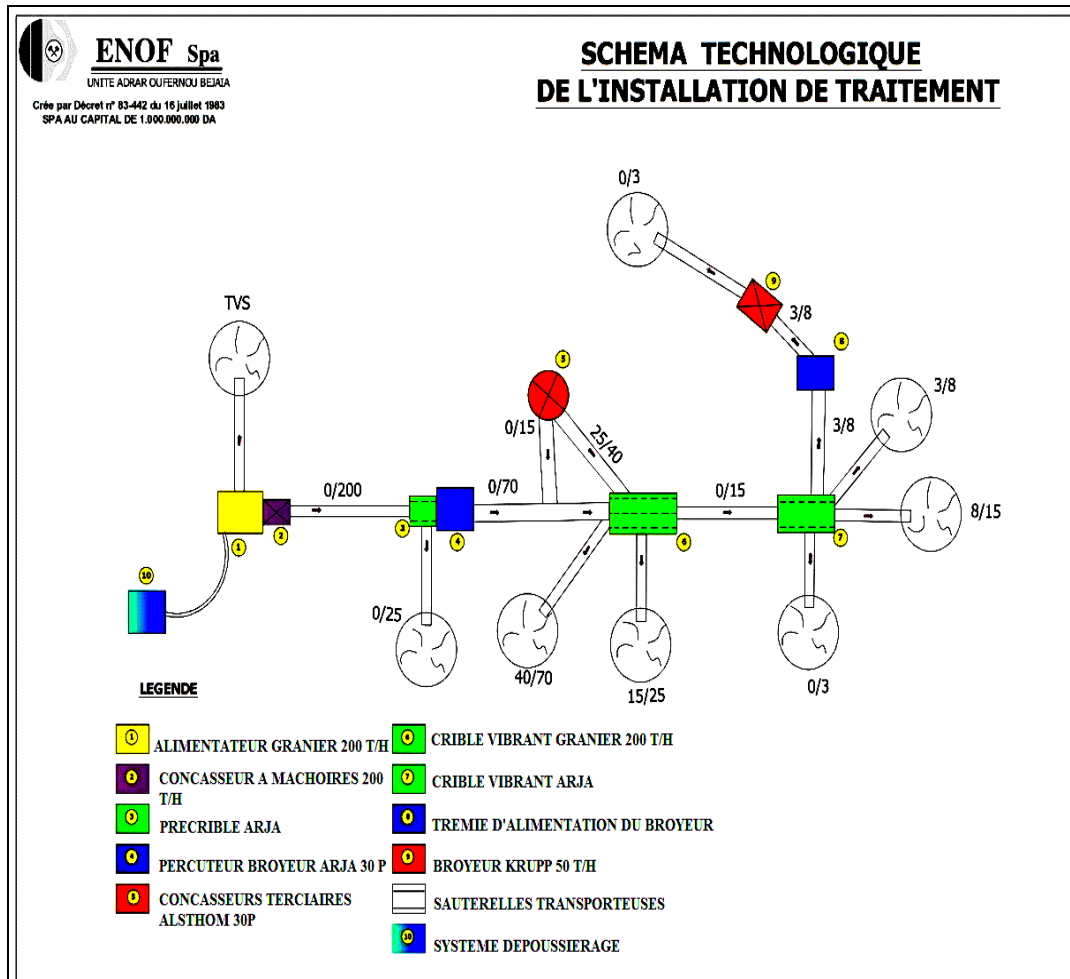 ENOF Spa
UNITE ADRAR OUFERNOU BEJAIA
Crée par Décret n° 83-442 du 16 juillet 1983
SPA AU CAPITAL DE 1.000.000.000 DA
SCHEMA TECHNOLOGIQUE
DE L'INSTALLATION DE TRAITEMENT
0/3
9
3/8
TVS
8
5
3/8
0/15
25/40
3/8
0/200
0/70
0/15
8/15
3
1
2
4
6
7
10
0/25
40/70
15/25
0/3
LEGENDE
1 ALIMENTATEUR GRANIER 200 T/H
2 CONCASSEUR A MACHOIRES 200
T/H
3 PRECRIBLE ARJA
4 PERCUTEUR BROYEUR ARJA 30 P
5 CONCASSEURS TERCIAIRES
ALSTHOM 30P
6 CRIBLE VIBRANT GRANIER 200 T/H
7 CRIBLE VIBRANT ARJA
8 TREMIE D'ALIMENTATION DU BROYEUR
9 BROYEUR KRUPP 50 T/H
SAUTERELLES TRANSPORTEUSES
10 SYSTEME DEPOUSSIERAGE